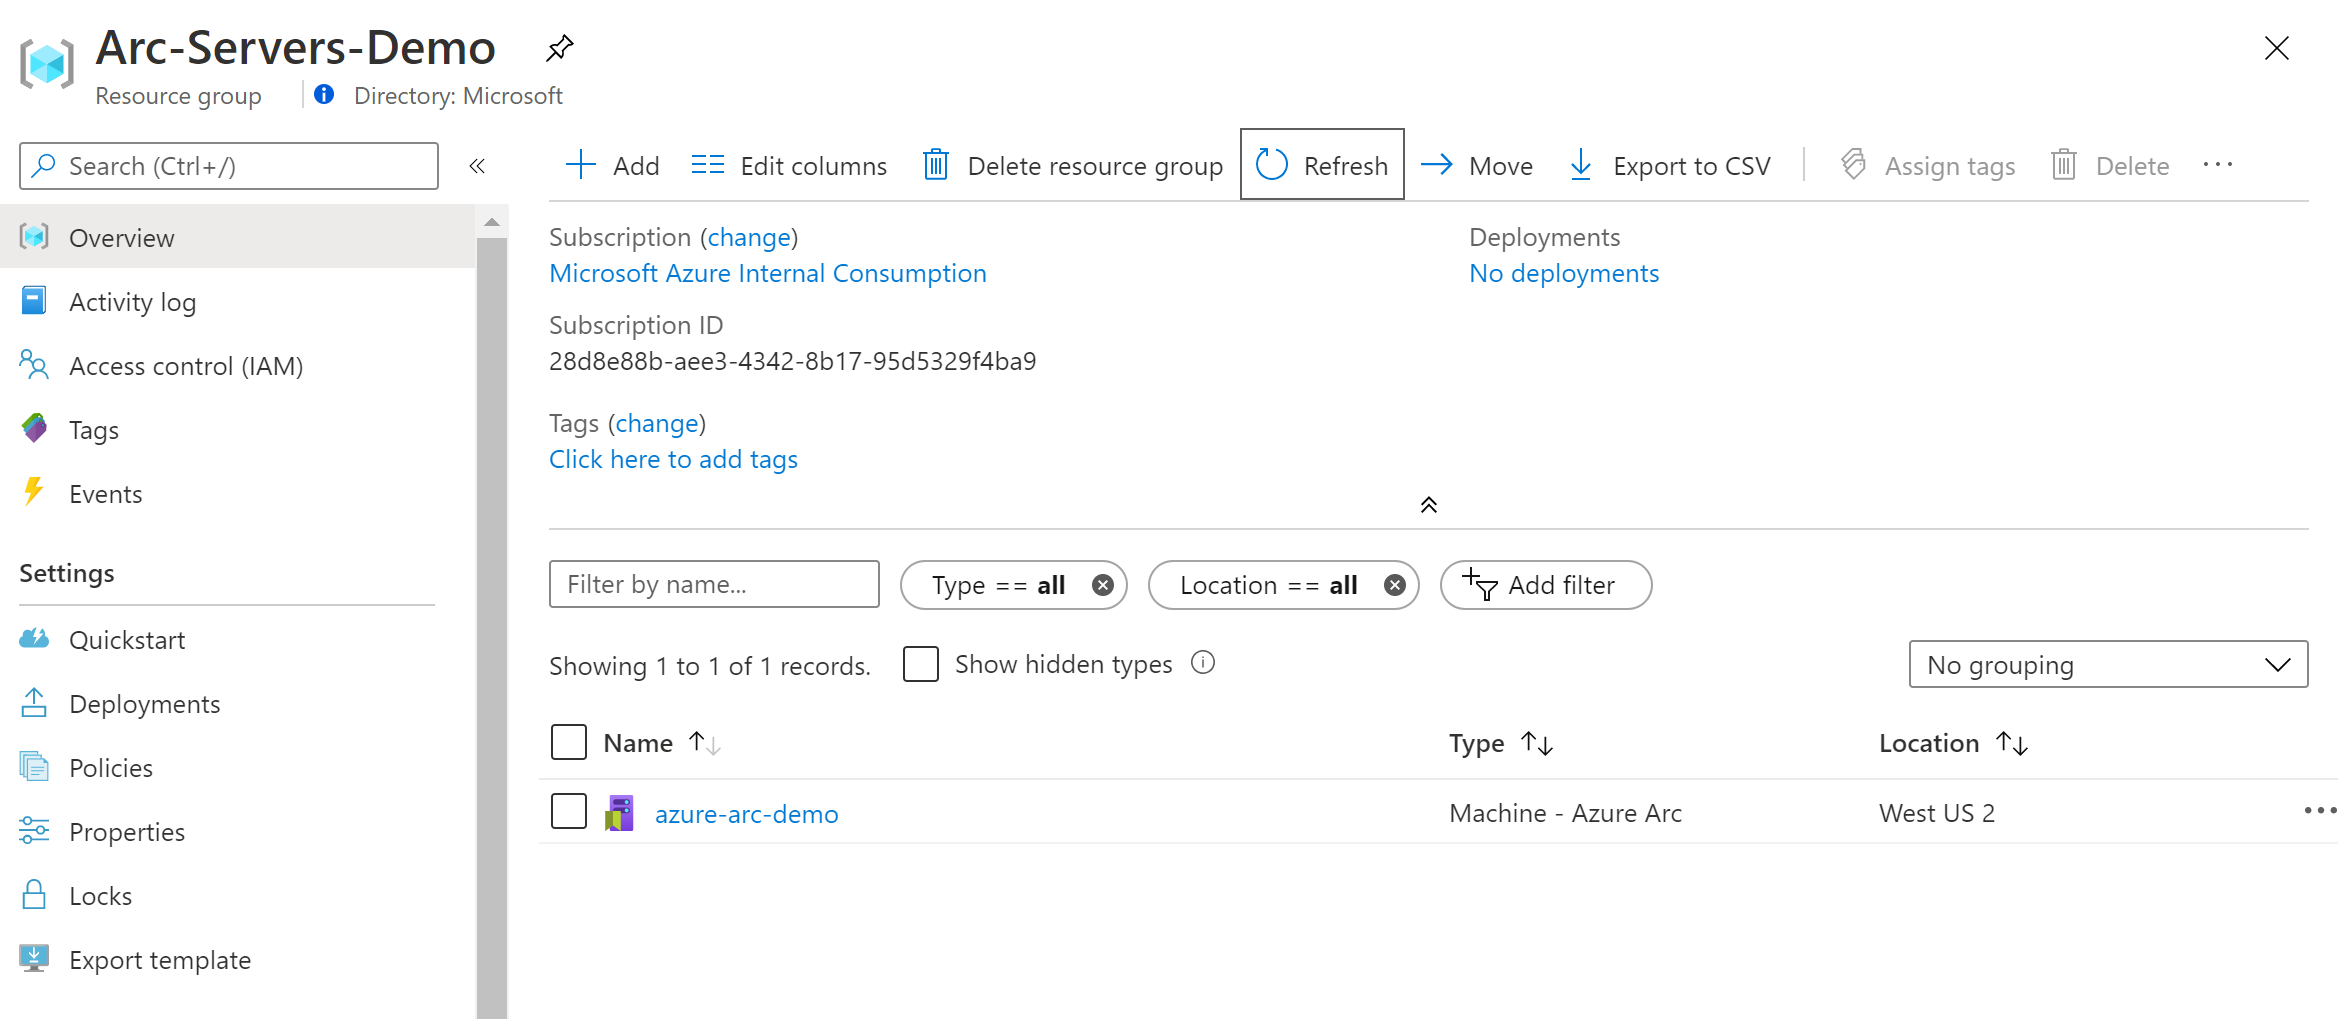 Arc-Servers-Demo
Resource group
Directory: Microsoft
Search (Ctrl+/)
Overview
Activity log
Access control (IAM)
Tags
Events
Settings
Quickstart
Deployments
Policies
Properties
Locks
Export template
Add
Edit columns
Delete resource group
Refresh
Move
Export to CSV
Assign tags
Delete
Subscription (change)
Microsoft Azure Internal Consumption
Subscription ID
28d8e88b-aee3-4342-8b17-95d5329f4ba9
Tags (change)
Click here to add tags
Deployments
No deployments
Filter by name...
Type == all
Location == all
Add filter
Showing 1 to 1 of 1 records.
Show hidden types
No grouping
Name
Type
Location
azure-arc-demo
Machine - Azure Arc
West US 2